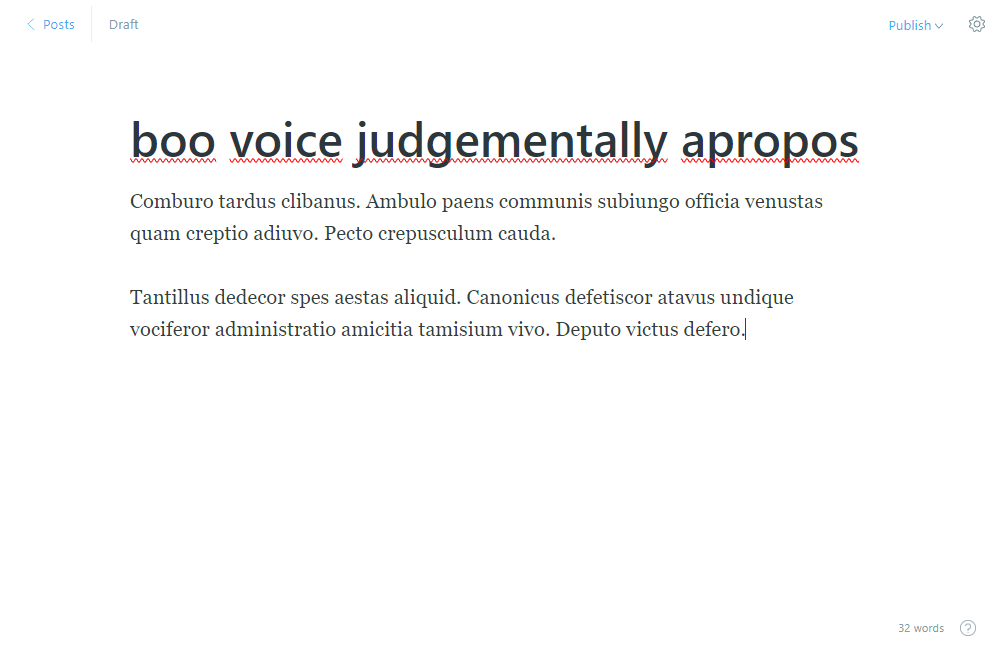 Posts
Draft
Publish
boo voice judgementally apropos
Comburo tardus clibanus. Ambulo paens communis subiungo officia venustas
quam creptio adiuvo. Pecto crepusculum cauda.
Tantillus dedecor spes aestas aliquid. Canonicus defetiscor atavus undique
vociferor administratio amicitia tamisium vivo. Deputo victus defero.
32 words
?